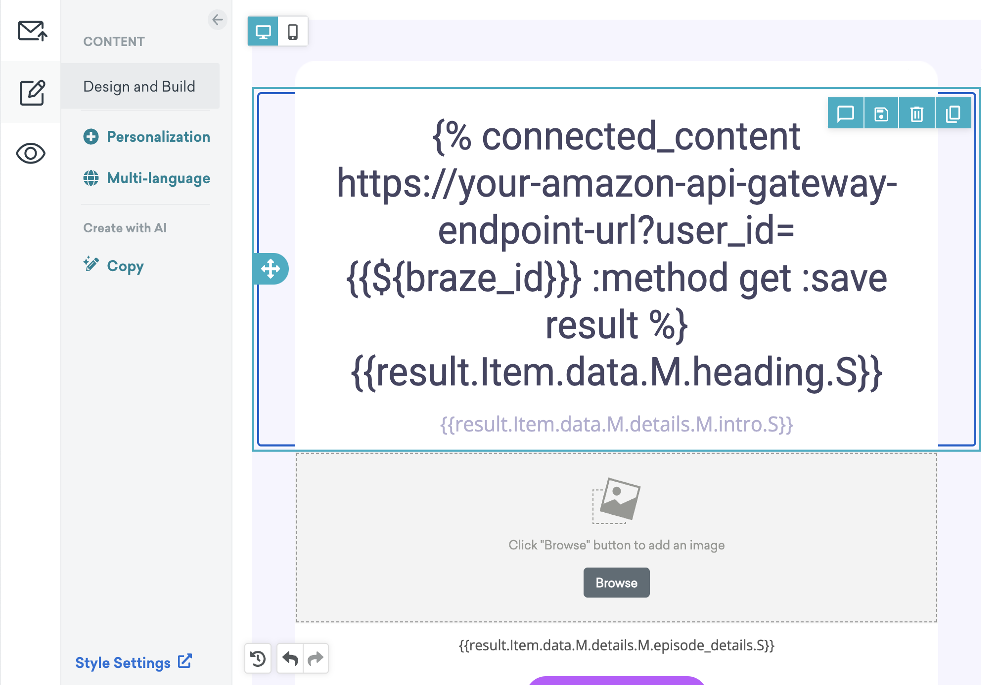 CONTENT
Design and Build
Personalization
Multi-language
Create with AI
Copy
Style Settings
{% connected_content
https://your-amazon-api-gateway-
endpoint-url?user_id=
{{${braze_id}}} :method get :save
result %}
{{result.Item.data.M.heading.S}}
{{result.Item.data.M.details.M.intro.S}}
Click "Browse" button to add an image
Browse
{{result.Item.data.M.details.M.episode_details.S}}